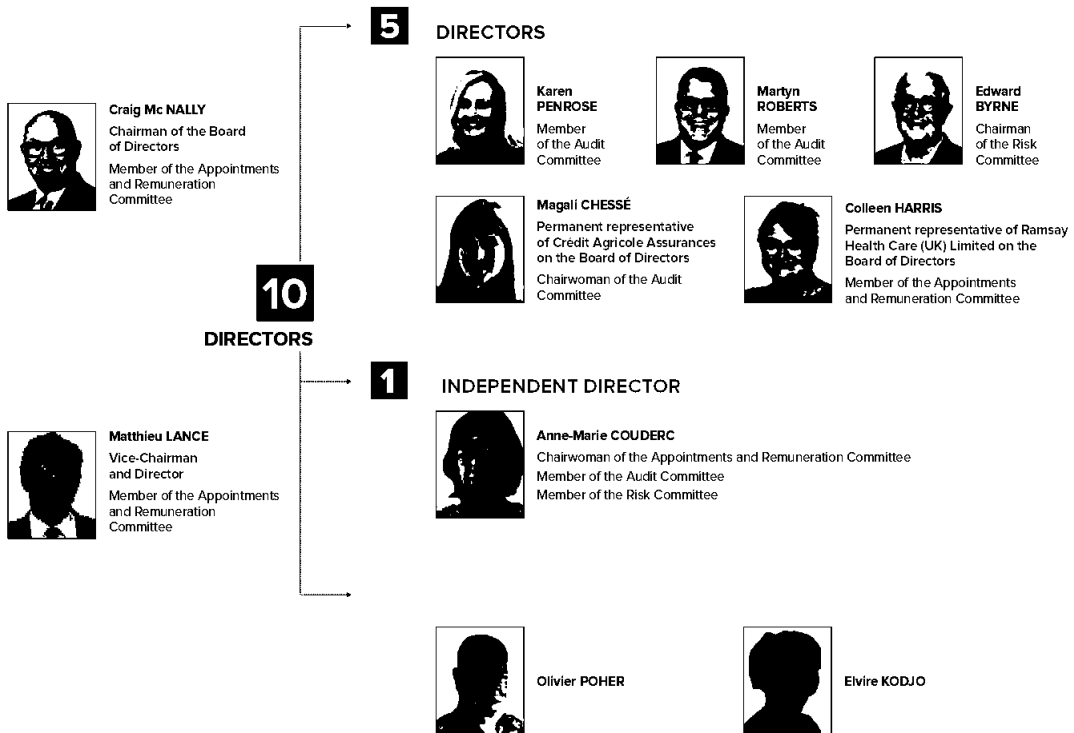 Craig Mc NALLY
Chairman of the Board
of Directors
Member of the Appointments
and Remuneration
Committee
10
DIRECTORS
Matthieu LANCE
Vice-Chairman
and Director
Member of the Appointments
and Remuneration
Committee
5
DIRECTORS
Karen
PENROSE
Member
of the Audit
Committee
Martyn
ROBERTS
Member
of the Audit
Committee
Edward
BYRNE
Chairman
of the Risk
Committee
Magali CHESSÉ
Permanent representative
of Crédit Agricole Assurances
on the Board of Directors
Chairwoman of the Audit
Committee
Colleen HARRIS
Permanent representative of Ramsay
Health Care (UK) Limited on the
Board of Directors
Member of the Appointments
and Remuneration Committee
1
INDEPENDENT DIRECTOR
Anne-Marie COUDERC
Chairwoman of the Appointments and Remuneration Committee
Member of the Audit Committee
Member of the Risk Committee
Olivier POHER
Elvire KODJO